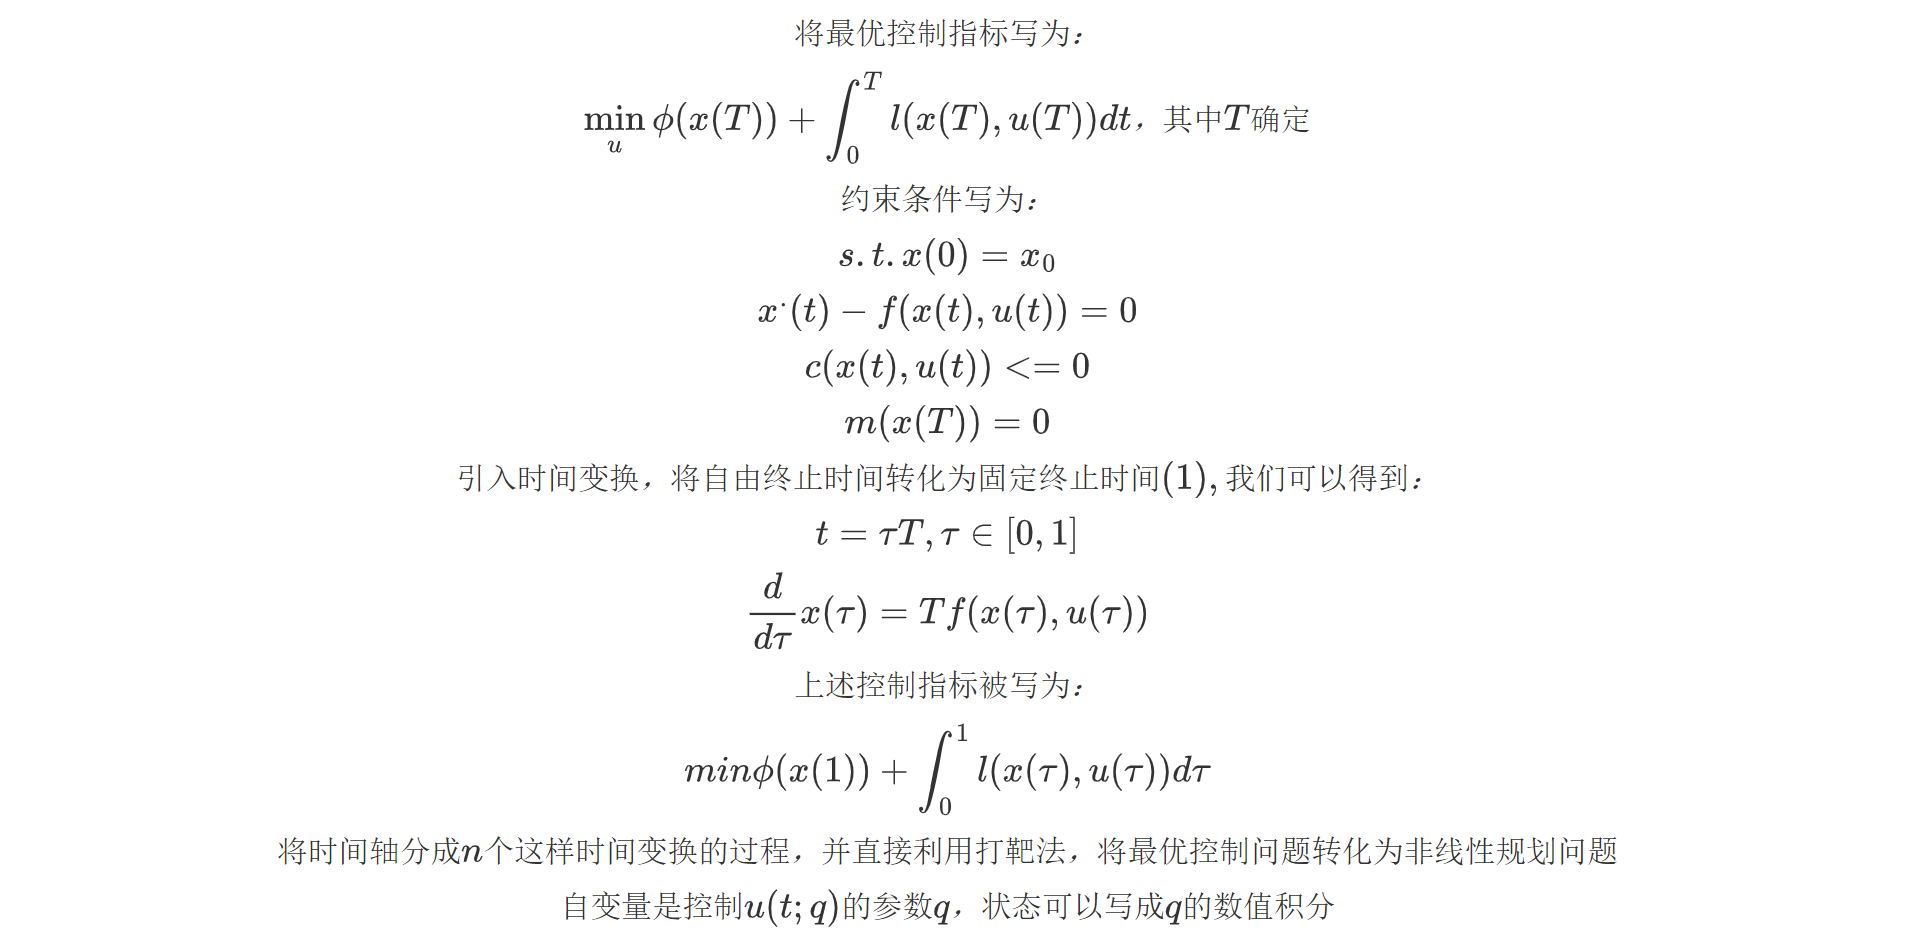 将最优控制指标写为：
$\min_{u} \phi(x(T)) + \int_{0}^{T} l(x(T), u(T))dt$，其中$T$确定
约束条件写为：
$s.t.x(0) = x_0$
$x^{\cdot}(t) - f(x(t), u(t)) = 0$
$c(x(t), u(t)) <= 0$
$m(x(T)) = 0$
引入时间变换，将自由终止时间转化为固定终止时间(1),我们可以得到：
$t = \tau T, \tau \in [0, 1]$
$\frac{d}{d\tau} x(\tau) = T f(x(\tau), u(\tau))$
上述控制指标被写为：
$min\phi(x(1)) + \int_{0}^{1} l(x(\tau), u(\tau))d\tau$
将时间轴分成$n$个这样时间变换的过程，并直接利用打靶法，将最优控制问题转化为非线性规划问题
自变量是控制$u(t; q)$的参数$q$，状态可以写成$q$的数值积分